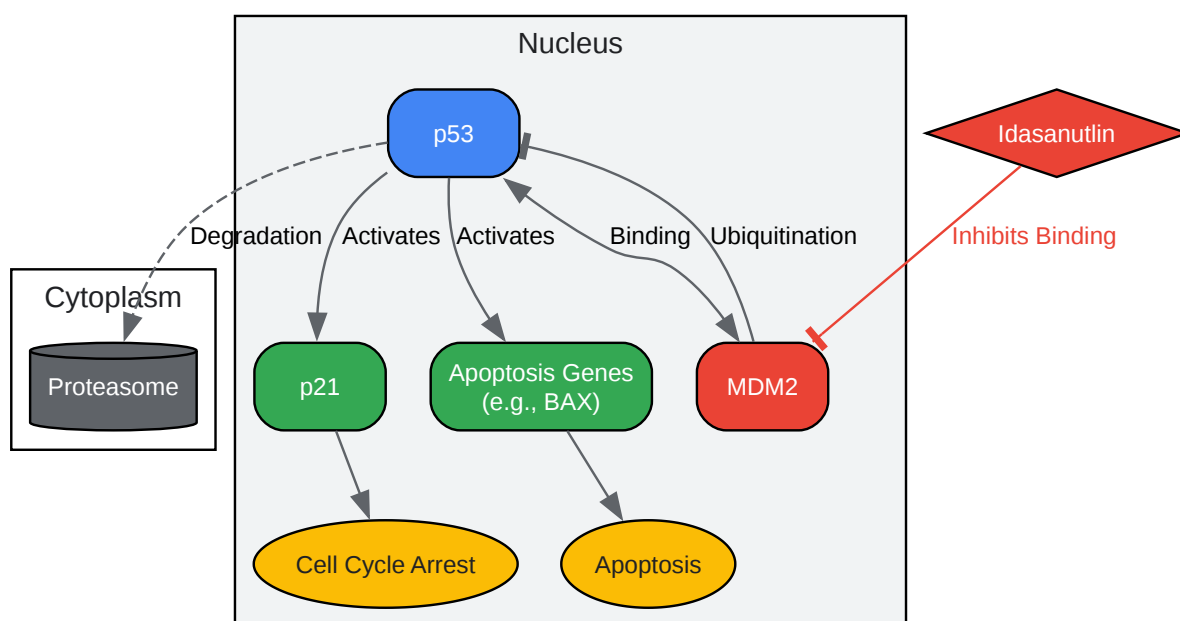 Nucleus
p53
Idasanutlin
Degradation
Activates
Activates
Binding
Ubiquitination
Inhibits Binding
Cytoplasm
Proteasome
p21
Apoptosis Genes
(e.g., BAX)
MDM2
Cell Cycle Arrest
Apoptosis